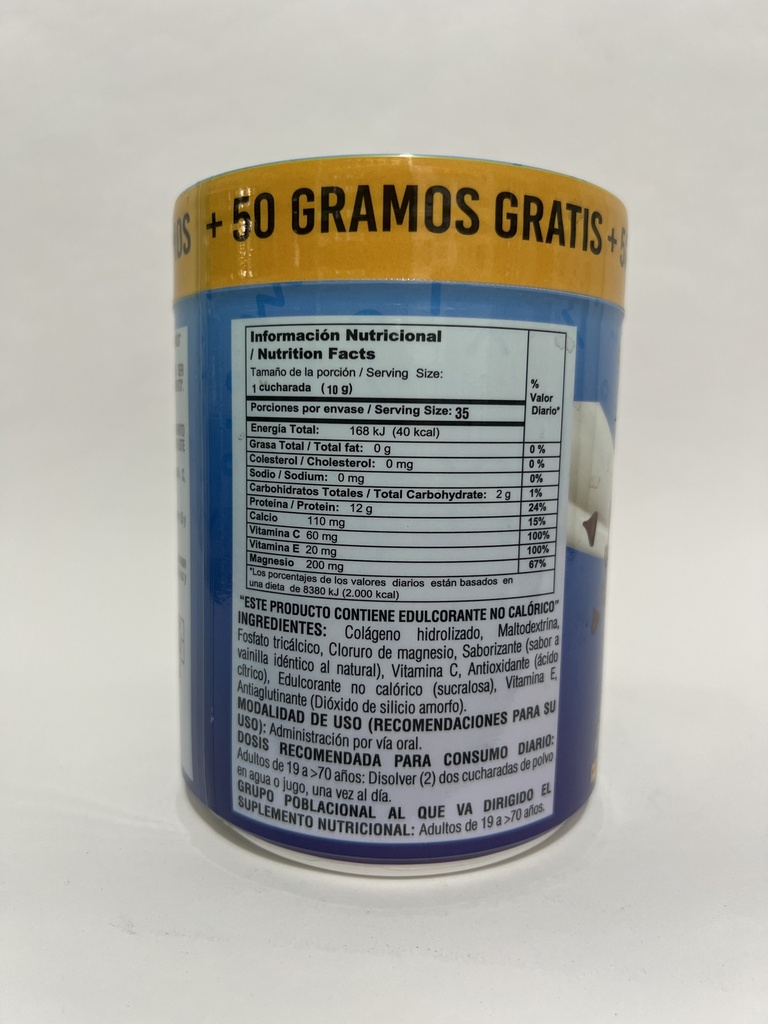 OS + 50 GRAMOS GRATIS + 5
Información Nutricional
/ Nutrition Facts
Tamaño de la porción / Serving Size:
1 cucharada (10 g)
%
Valor
Diario*
Porciones por envase / Serving Size: 35
Energía Total: 168 kJ (40 kcal)
Grasa Total / Total fat: 0 g 0 %
Colesterol / Cholesterol: 0 mg 0 %
Sodio / Sodium: 0 mg 0%
Carbohidratos Totales / Total Carbohydrate: 2 g 1%
Proteína / Protein: 12 g 24%
Calcio 110 mg 15%
Vitamina C 60 mg 100%
Vitamina E 20 mg 100%
Magnesio 200 mg 67%
*Los porcentajes de los valores diarios están basados en
una dieta de 8380 kJ (2.000 kcal)
"ESTE PRODUCTO CONTIENE EDULCORANTE NO CALÓRICO"
INGREDIENTES: Colágeno hidrolizado, Maltodextrina,
Fosfato tricálcico, Cloruro de magnesio, Saborizante (sabor a
vainilla idéntico al natural), Vitamina C, Antioxidante (ácido
cítrico), Edulcorante no calórico (sucralosa), Vitamina E,
Antiaglutinante (Dióxido de silicio amorfo).
MODALIDAD DE USO (RECOMENDACIONES PARA SU
USO): Administración por vía oral.
DOSIS RECOMENDADA PARA CONSUMO DIARIO:
Adultos de 19 a >70 años: Disolver (2) dos cucharadas de polvo
en agua o jugo, una vez al día.
GRUPO POBLACIONAL AL QUE VA DIRIGIDO EL
SUPLEMENTO NUTRICIONAL: Adultos de 19 a >70 años.